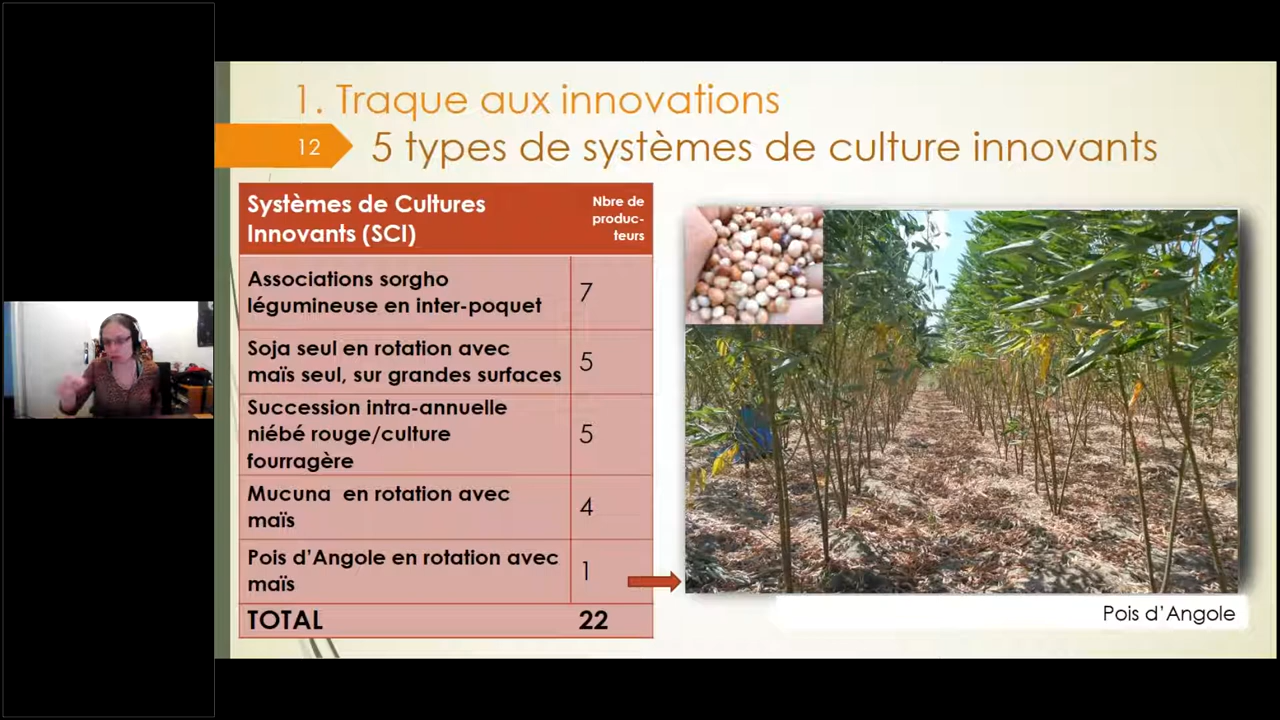 1. Traque aux innovations
12
5 types de systèmes de culture innovants
Systèmes de Cultures
Innovants (SCI)
Nbre de
produc-
teurs
Associations sorgho
légumineuse en inter-poquet
7
Soja seul en rotation avec
maïs seul, sur grandes surfaces
5
Succession intra-annuelle
niébé rouge/culture
fourragère
5
Mucuna en rotation avec
maïs
4
Pois d'Angole en rotation avec
maïs
1
TOTAL
22
Pois d'Angole